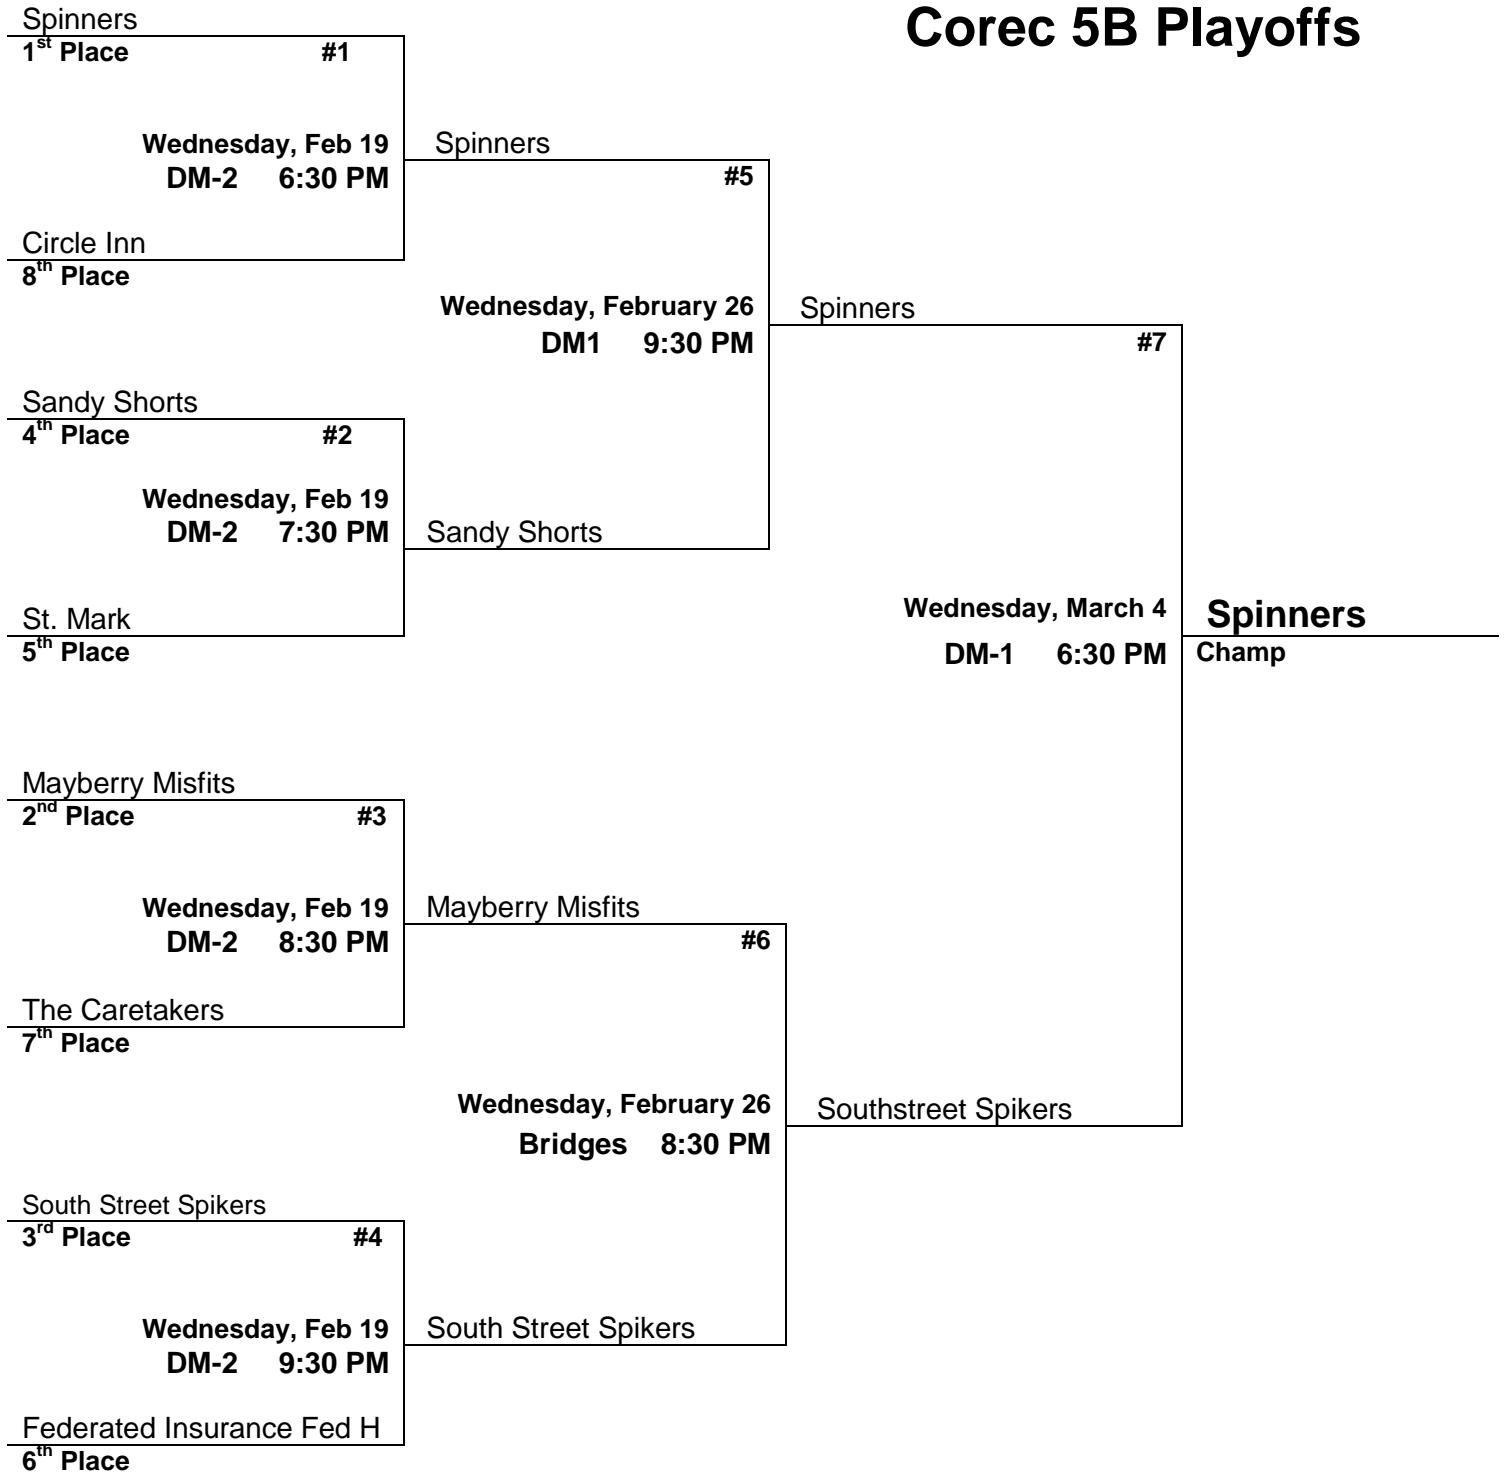 Corec 5B Playoffs
Spinners
1st Place #1
Wednesday, Feb 19
DM-2 6:30 PM
Circle Inn
8th Place
Spinners
#5
Wednesday, February 26
DM1 9:30 PM
Sandy Shorts
4th Place #2
Wednesday, Feb 19
DM-2 7:30 PM
St. Mark
5th Place
Sandy Shorts
Spinners
#7
Wednesday, March 4
DM-1 6:30 PM
Spinners
Champ
Mayberry Misfits
2nd Place #3
Wednesday, Feb 19
DM-2 8:30 PM
The Caretakers
7th Place
Mayberry Misfits
#6
Wednesday, February 26
Bridges 8:30 PM
Southstreet Spikers
South Street Spikers
3rd Place #4
Wednesday, Feb 19
DM-2 9:30 PM
South Street Spikers
Federated Insurance Fed H
6th Place